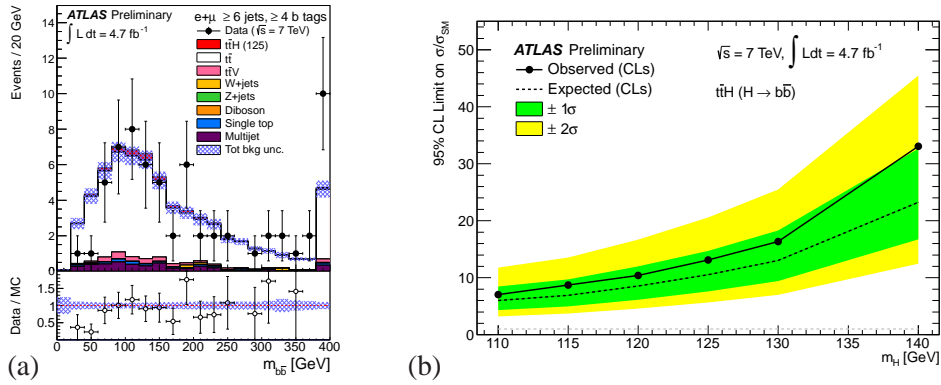 ATLAS Preliminary
∫ L dt = 4.7 fb⁻¹
e+μ ≥ 6 jets, ≥ 4 b tags
Data (√s = 7 TeV)
tt̄H (125)
tt̄
tt̄V
W+jets
Z+jets
Diboson
Single top
Multijet
Tot bkg unc.
Events / 20 GeV
14
12
10
8
6
4
2
0
Data / MC
1.5
1
0.5
0 50 100 150 200 250 300 350 400
m_bb̄ [GeV]
(a)
ATLAS Preliminary
√s = 7 TeV, ∫ Ldt = 4.7 fb⁻¹
Observed (CLs)
Expected (CLs)
tt̄H (H → bb̄)
± 1σ
± 2σ
95% CL Limit on σ/σ_SM
55
50
40
30
20
10
0
110 115 120 125 130 135 140
m_H [GeV]
(b)